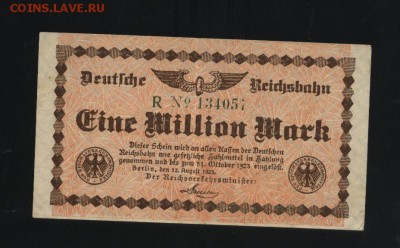 COINS.LAVE.RU
Deutsche Reichsbahn
R Nº 134057
Eine Million Mark
Dieser Schein wird an allen Kassen der Deutschen
Reichsbahn wie gesetzliche Zahlmittel in Zahlung
genommen und bis zum 31. Oktober 1923 eingelöst.
Berlin, den 12. August 1923.
Der Reichsverkehrsminister: